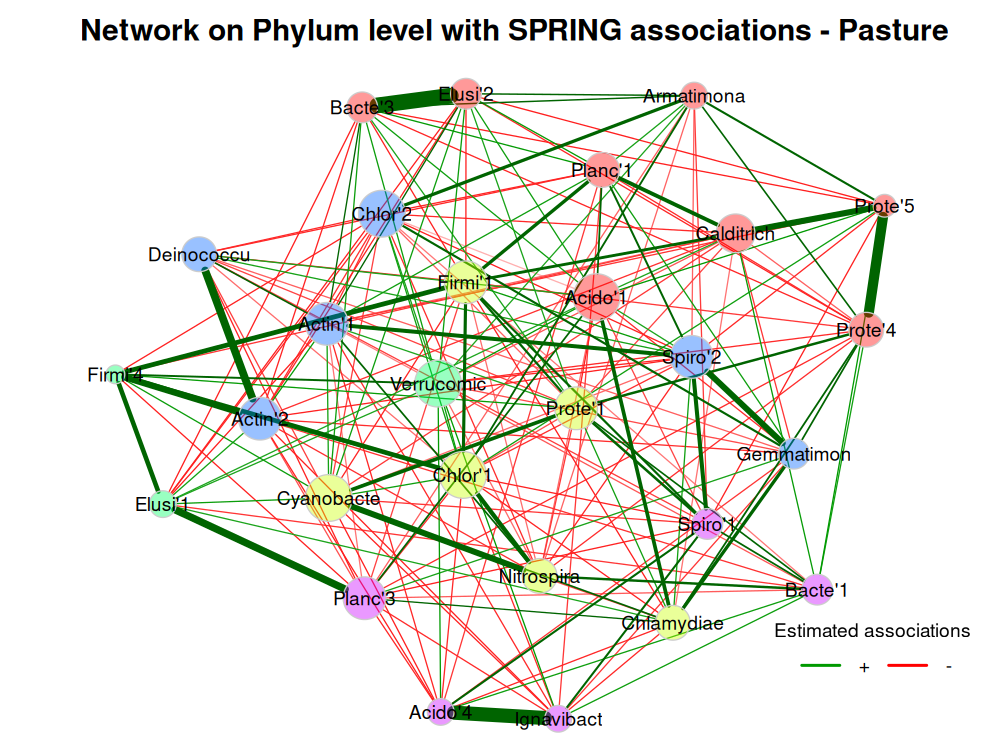 Network on Phylum level with SPRING associations - Pasture
Elusi'2
Armatimona
Bacte'3
Planc'1
Prote'5
Chlor'2
Calditrich
Deinococcu
Firmi'1
Acido'1
Actin'1
Prote'4
Spiro'2
Firmi'4
Verrucomic
Prote'1
Actin'2
Gemmatimon
Chlor'1
Cyanobacte
Elusi'1
Spiro'1
Nitrospira
Bacte'1
Planc'3
Chlamydiae
Estimated associations
+ -
Acido'4
Ignavibact